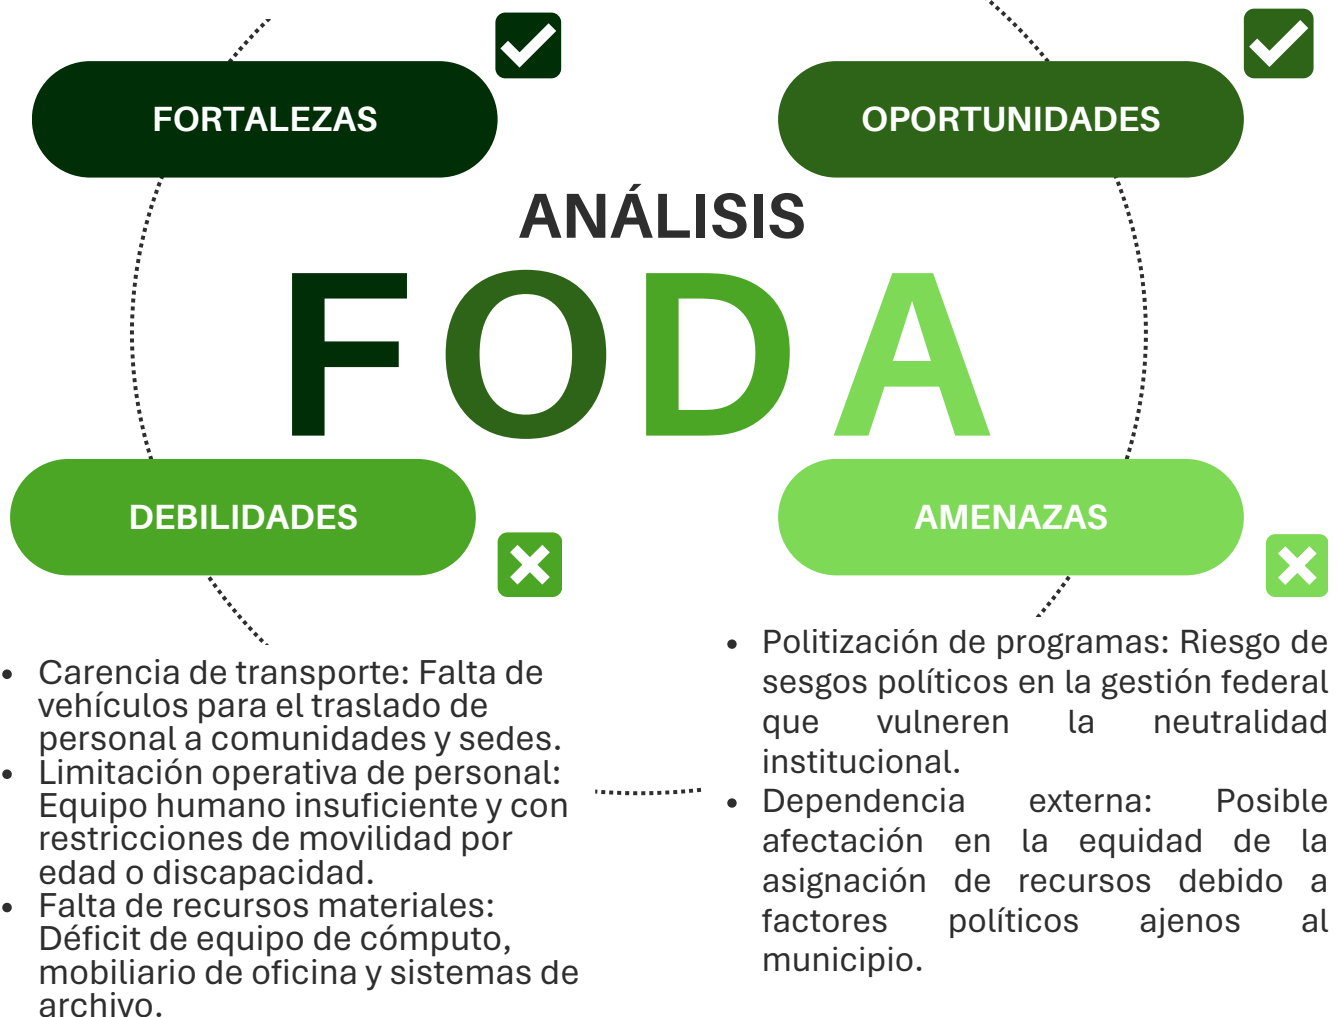 FORTALEZAS
OPORTUNIDADES
ANÁLISIS
FODA
DEBILIDADES
AMENAZAS
• Carencia de transporte: Falta de
vehículos para el traslado de
personal a comunidades y sedes.
• Limitación operativa de personal:
Equipo humano insuficiente y con
restricciones de movilidad por
edad o discapacidad.
• Falta de recursos materiales:
Déficit de equipo de cómputo,
mobiliario de oficina y sistemas de
archivo.
• Politización de programas: Riesgo de
sesgos políticos en la gestión federal
que vulneren la neutralidad
institucional.
• Dependencia externa: Posible
afectación en la equidad de la
asignación de recursos debido a
factores políticos ajenos al
municipio.